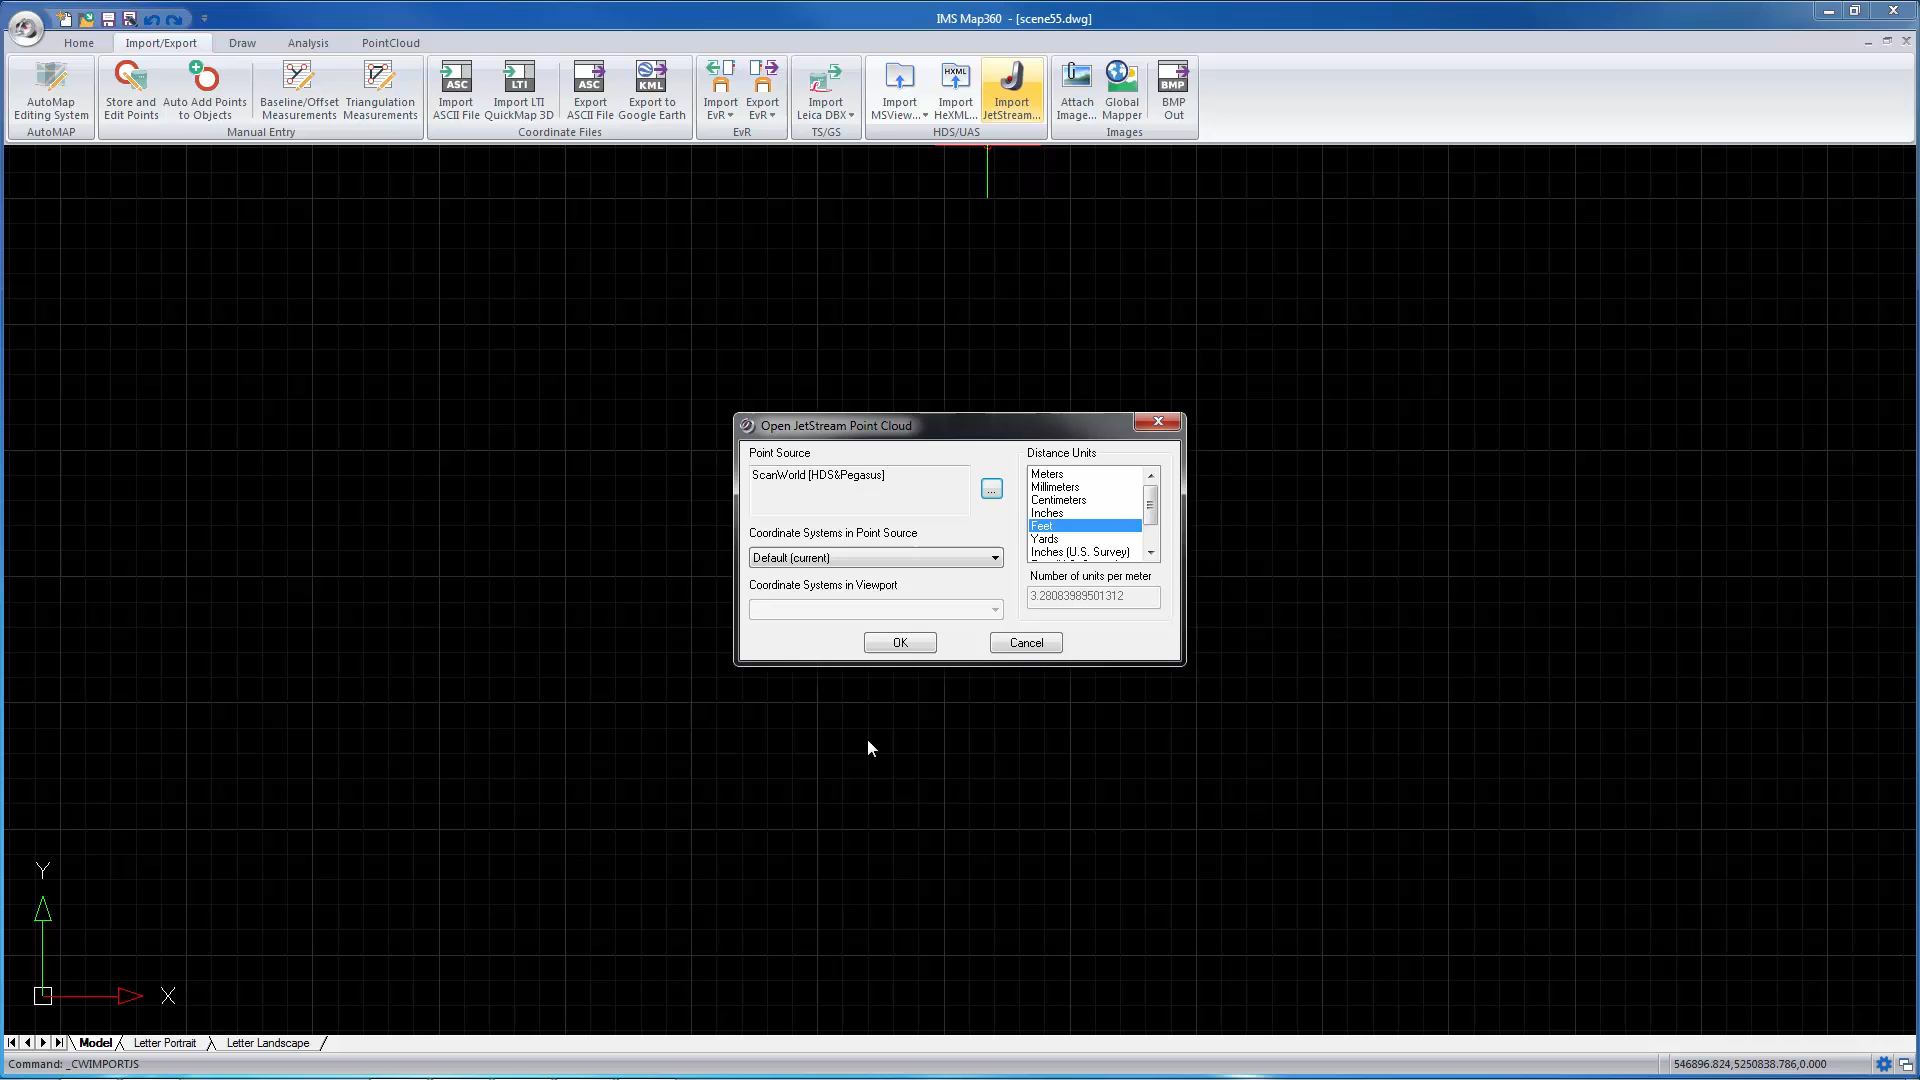 IMS Map360 - [scene55.dwg]
Home
Import/Export
Draw
Analysis
PointCloud
AutoMap
Editing System
Store and
Edit Points
Auto Add Points
to Objects
Baseline/Offset
Measurements
Triangulation
Measurements
ASC
Import
ASCII File
LTI
Import LTI
QuickMap 3D
ASC
Export
ASCII File
KML
Export to
Google Earth
Import
EvR
Export
EvR
Import
Leica DBX
Import
MSView...
HXML
Import
HeXML...
Import
JetStream...
Attach
Image...
Global
Mapper
BMP
BMP
Out
AutoMAP
Manual Entry
Coordinate Files
EvR
TS/GS
HDS/UAS
Images
Open JetStream Point Cloud
Point Source
ScanWorld [HDS&Pegasus]
...
Coordinate Systems in Point Source
Default (current)
Coordinate Systems in Viewport
Distance Units
Meters
Millimeters
Centimeters
Inches
Feet
Yards
Inches (U.S. Survey)
Number of units per meter
3.28083989501312
OK
Cancel
Y
X
Model
Letter Portrait
Letter Landscape
Command: _CWIMPORTJS
546896.824,5250838.786,0.000